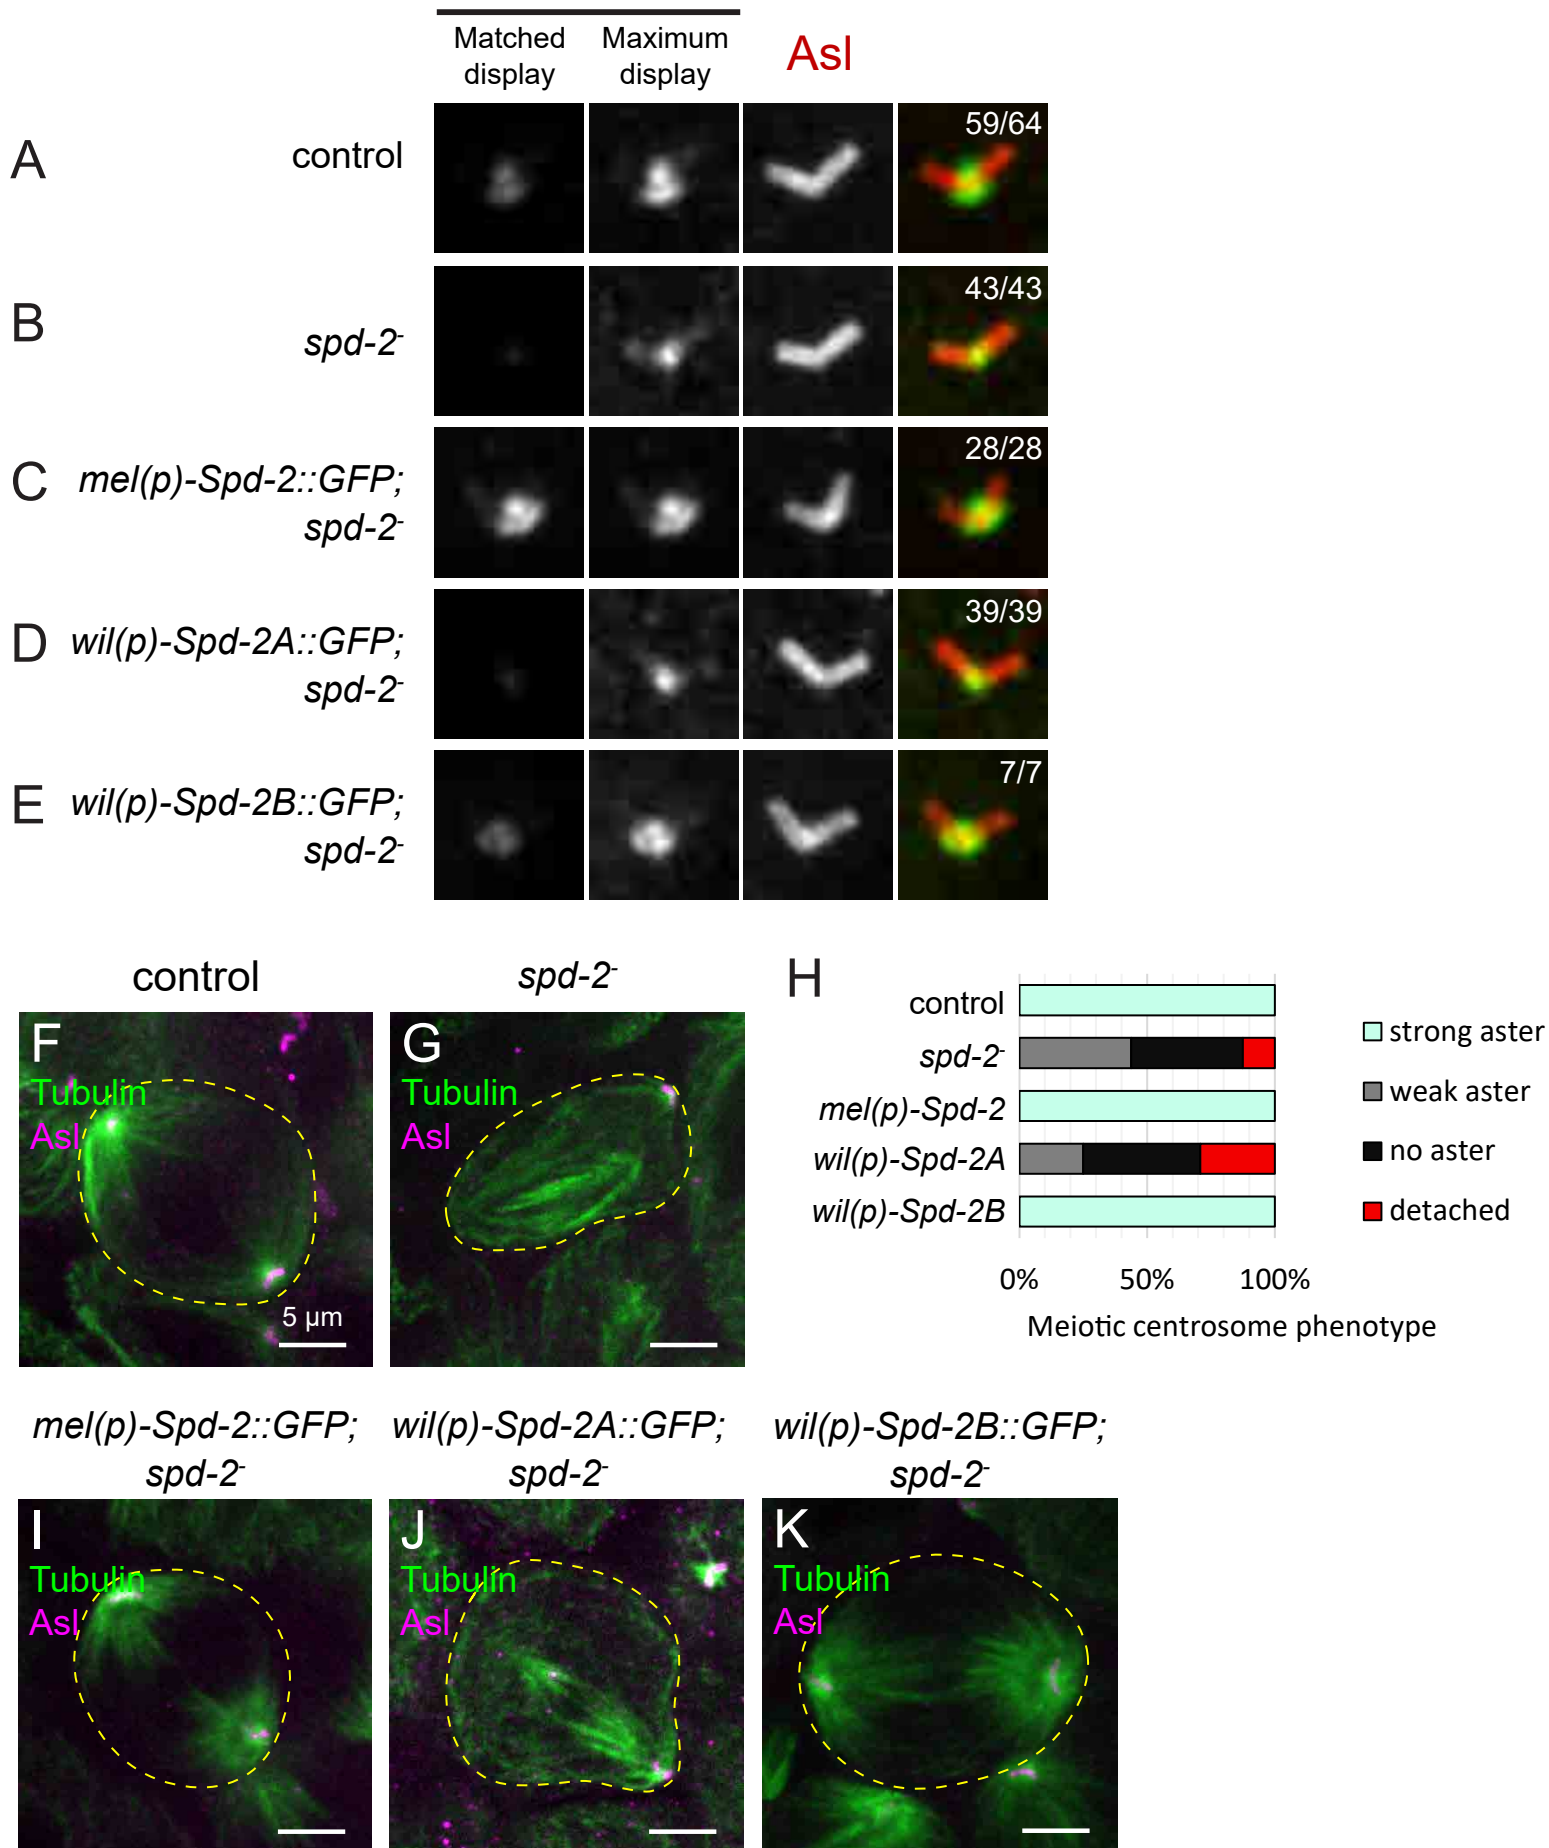 Matched Maximum
display display
Asl
A control 59/64
B spd-2⁻ 43/43
C mel(p)-Spd-2::GFP; 28/28
spd-2⁻
D wil(p)-Spd-2A::GFP; 39/39
spd-2⁻
E wil(p)-Spd-2B::GFP; 7/7
spd-2⁻
control
F
Tubulin
Asl
5 μm
spd-2⁻
G
Tubulin
Asl
H
control
spd-2⁻
mel(p)-Spd-2
wil(p)-Spd-2A
wil(p)-Spd-2B
0% 50% 100%
Meiotic centrosome phenotype
strong aster
weak aster
no aster
detached
mel(p)-Spd-2::GFP;
spd-2⁻
I
Tubulin
Asl
wil(p)-Spd-2A::GFP;
spd-2⁻
J
Tubulin
Asl
wil(p)-Spd-2B::GFP;
spd-2⁻
K
Tubulin
Asl